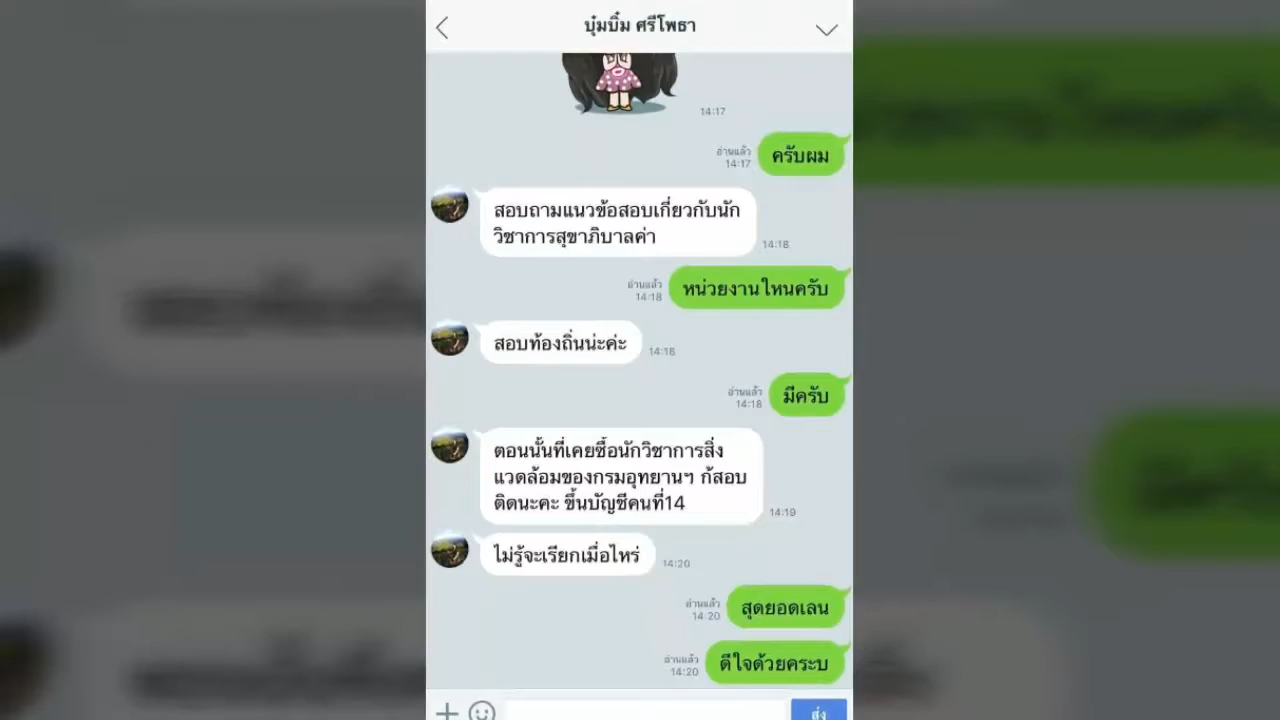 บุ๋มบิ๋ม ศรีโพธา
14:17
อ่านแล้ว
14:17
ครับผม
สอบถามแนวข้อสอบเกี่ยวกับนัก
วิชาการสุขาภิบาลค่า
14:18
อ่านแล้ว
14:18
หน่วยงานใหนครับ
สอบท้องถิ่นน่ะค่ะ
14:18
อ่านแล้ว
14:18
มีครับ
ตอนนั้นที่เคยซื้อนักวิชาการสิ่ง
แวดล้อมของกรมอุทยานฯ ก้สอบ
ติดนะคะ ขึ้นบัญชีคนที่14
14:19
ไม่รู้จะเรียกเมื่อไหร่
14:20
อ่านแล้ว
14:20
สุดยอดเลน
อ่านแล้ว
14:20
ดีใจด้วยคระบ
ส่ง